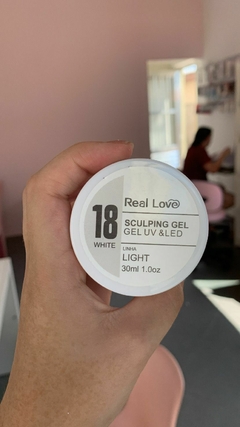 18
WHITE
Real Love
SCULPING GEL
GEL UV &LED
LINHA
LIGHT
30ml 1.0oz